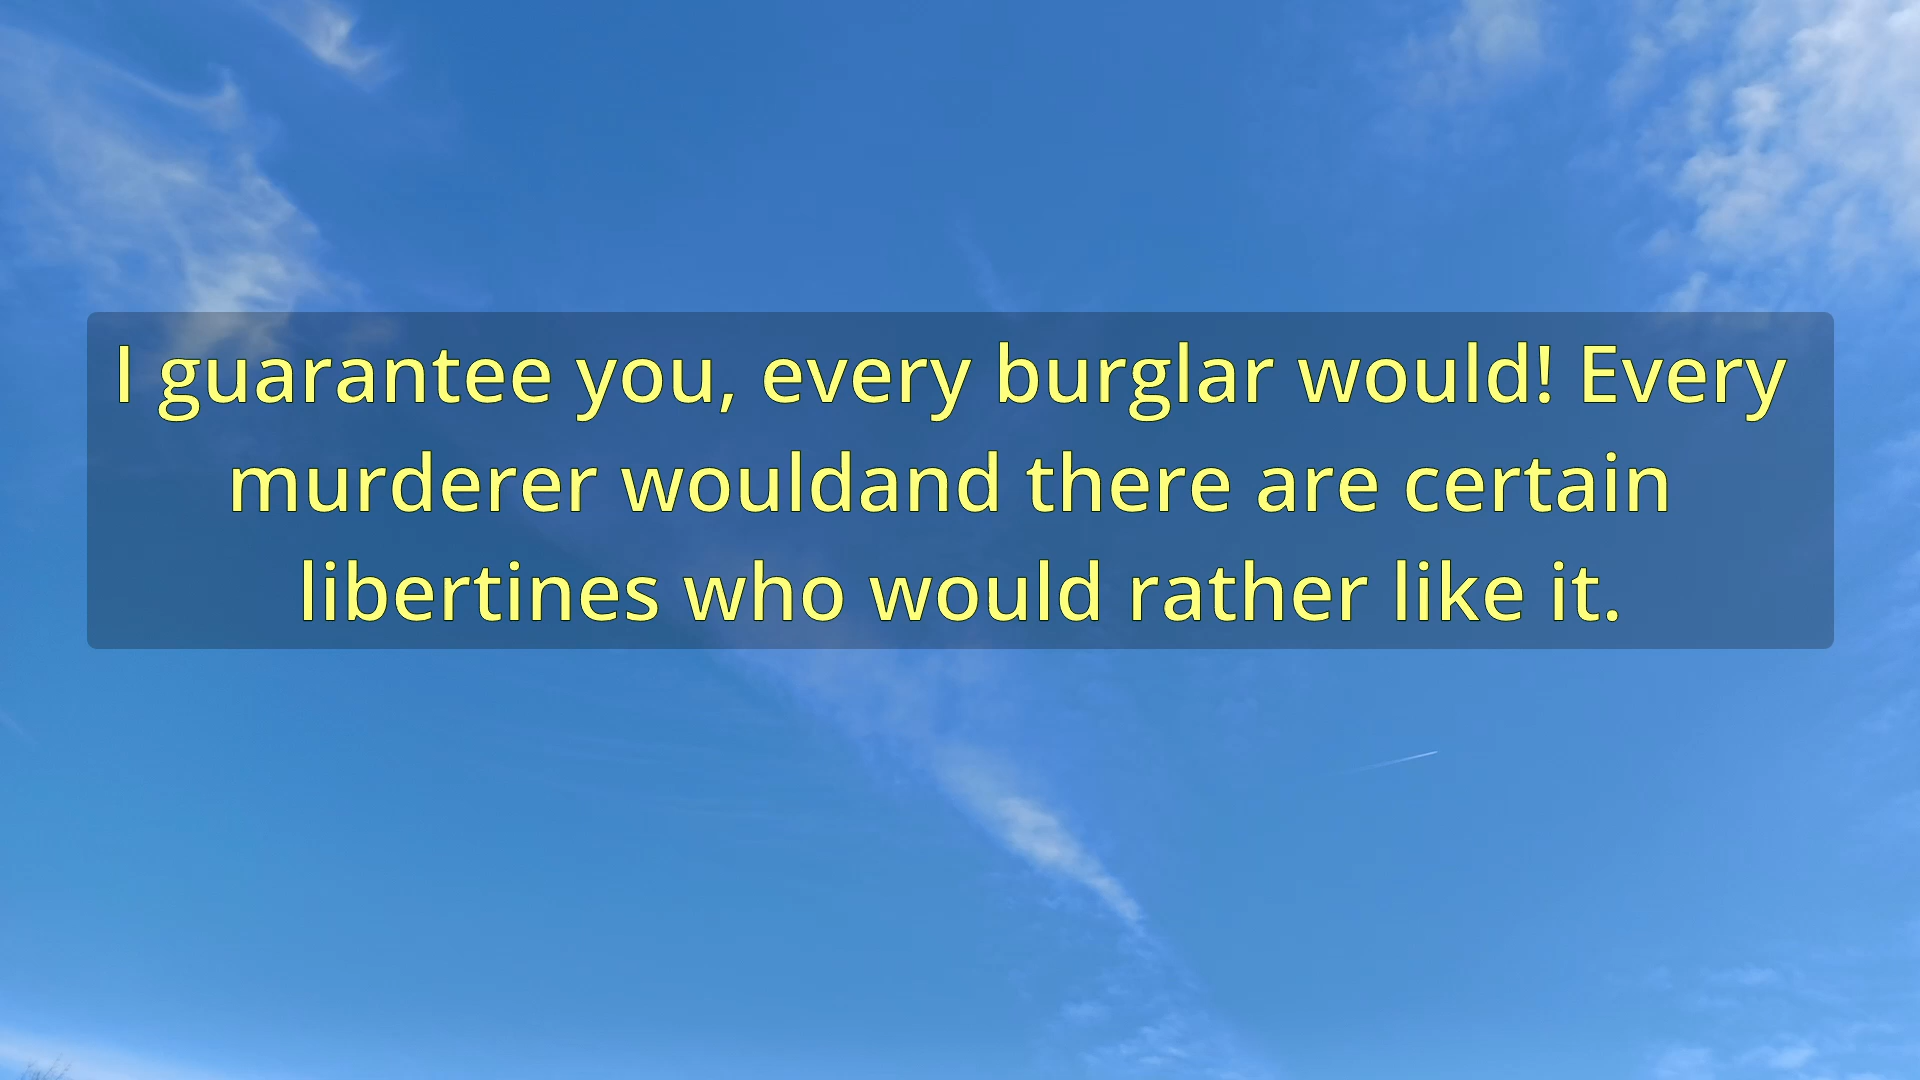 I guarantee you, every burglar would! Every
murderer wouldand there are certain
libertines who would rather like it.